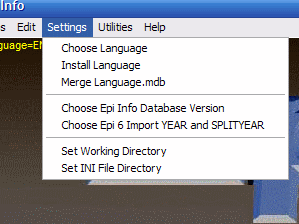 Info
s Edit Settings Utilities Help
guage=E
Choose Language
Install Language
Merge Language.mdb
Choose Epi Info Database Version
Choose Epi 6 Import YEAR and SPLITYEAR
Set Working Directory
Set INI File Directory